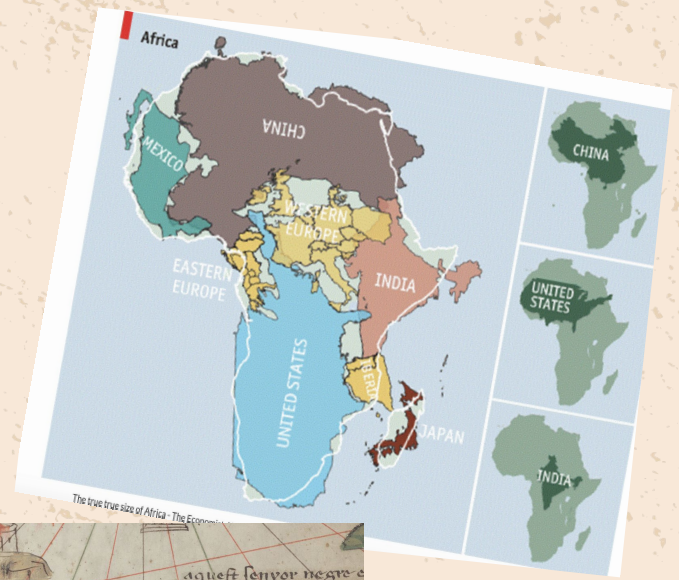 Africa
CHINA
MEXICO
WESTERN
EUROPE
EASTERN
EUROPE
INDIA
UNITED STATES
JAPAN
CHINA
UNITED
STATES
INDIA
The true true size of Africa - The
aquest senyor negre